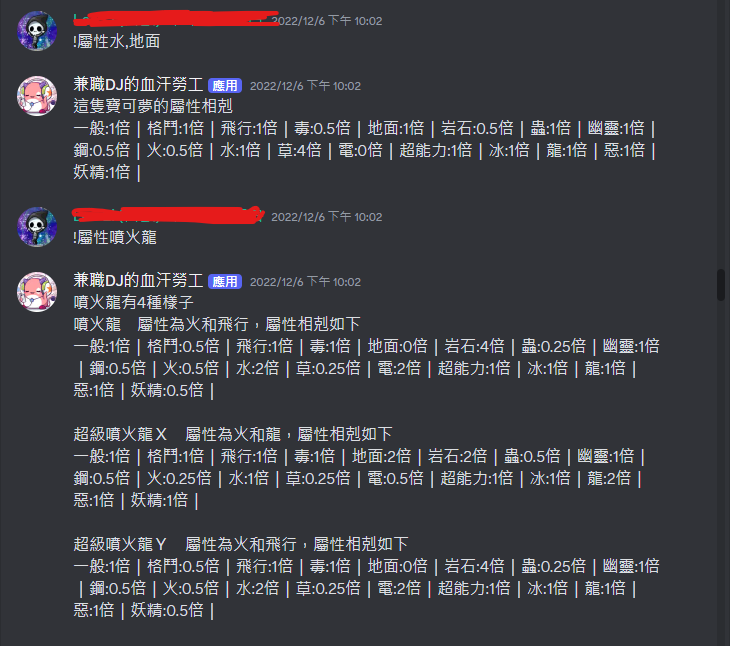 2022/12/6 下午 10:02
!屬性水,地面
兼職DJ的血汗勞工 應用 2022/12/6 下午 10:02
這隻寶可夢的屬性相剋
一般:1倍 | 格鬥:1倍 | 飛行:1倍 | 毒:0.5倍 | 地面:1倍 | 岩石:0.5倍 | 蟲:1倍 | 幽靈:1倍 |
鋼:0.5倍 | 火:0.5倍 | 水:1倍 | 草:4倍 | 電:0倍 | 超能力:1倍 | 冰:1倍 | 龍:1倍 | 惡:1倍 |
妖精:1倍 |
2022/12/6 下午 10:02
!屬性噴火龍
兼職DJ的血汗勞工 應用 2022/12/6 下午 10:02
噴火龍有4種樣子
噴火龍　屬性為火和飛行，屬性相剋如下
一般:1倍 | 格鬥:0.5倍 | 飛行:1倍 | 毒:1倍 | 地面:0倍 | 岩石:4倍 | 蟲:0.25倍 | 幽靈:1倍
| 鋼:0.5倍 | 火:0.5倍 | 水:2倍 | 草:0.25倍 | 電:2倍 | 超能力:1倍 | 冰:1倍 | 龍:1倍 |
惡:1倍 | 妖精:0.5倍 |
超級噴火龍Ｘ　屬性為火和龍，屬性相剋如下
一般:1倍 | 格鬥:1倍 | 飛行:1倍 | 毒:1倍 | 地面:2倍 | 岩石:2倍 | 蟲:0.5倍 | 幽靈:1倍 |
鋼:0.5倍 | 火:0.25倍 | 水:1倍 | 草:0.25倍 | 電:0.5倍 | 超能力:1倍 | 冰:1倍 | 龍:2倍 |
惡:1倍 | 妖精:1倍 |
超級噴火龍Ｙ　屬性為火和飛行，屬性相剋如下
一般:1倍 | 格鬥:0.5倍 | 飛行:1倍 | 毒:1倍 | 地面:0倍 | 岩石:4倍 | 蟲:0.25倍 | 幽靈:1倍
| 鋼:0.5倍 | 火:0.5倍 | 水:2倍 | 草:0.25倍 | 電:2倍 | 超能力:1倍 | 冰:1倍 | 龍:1倍 |
惡:1倍 | 妖精:0.5倍 |